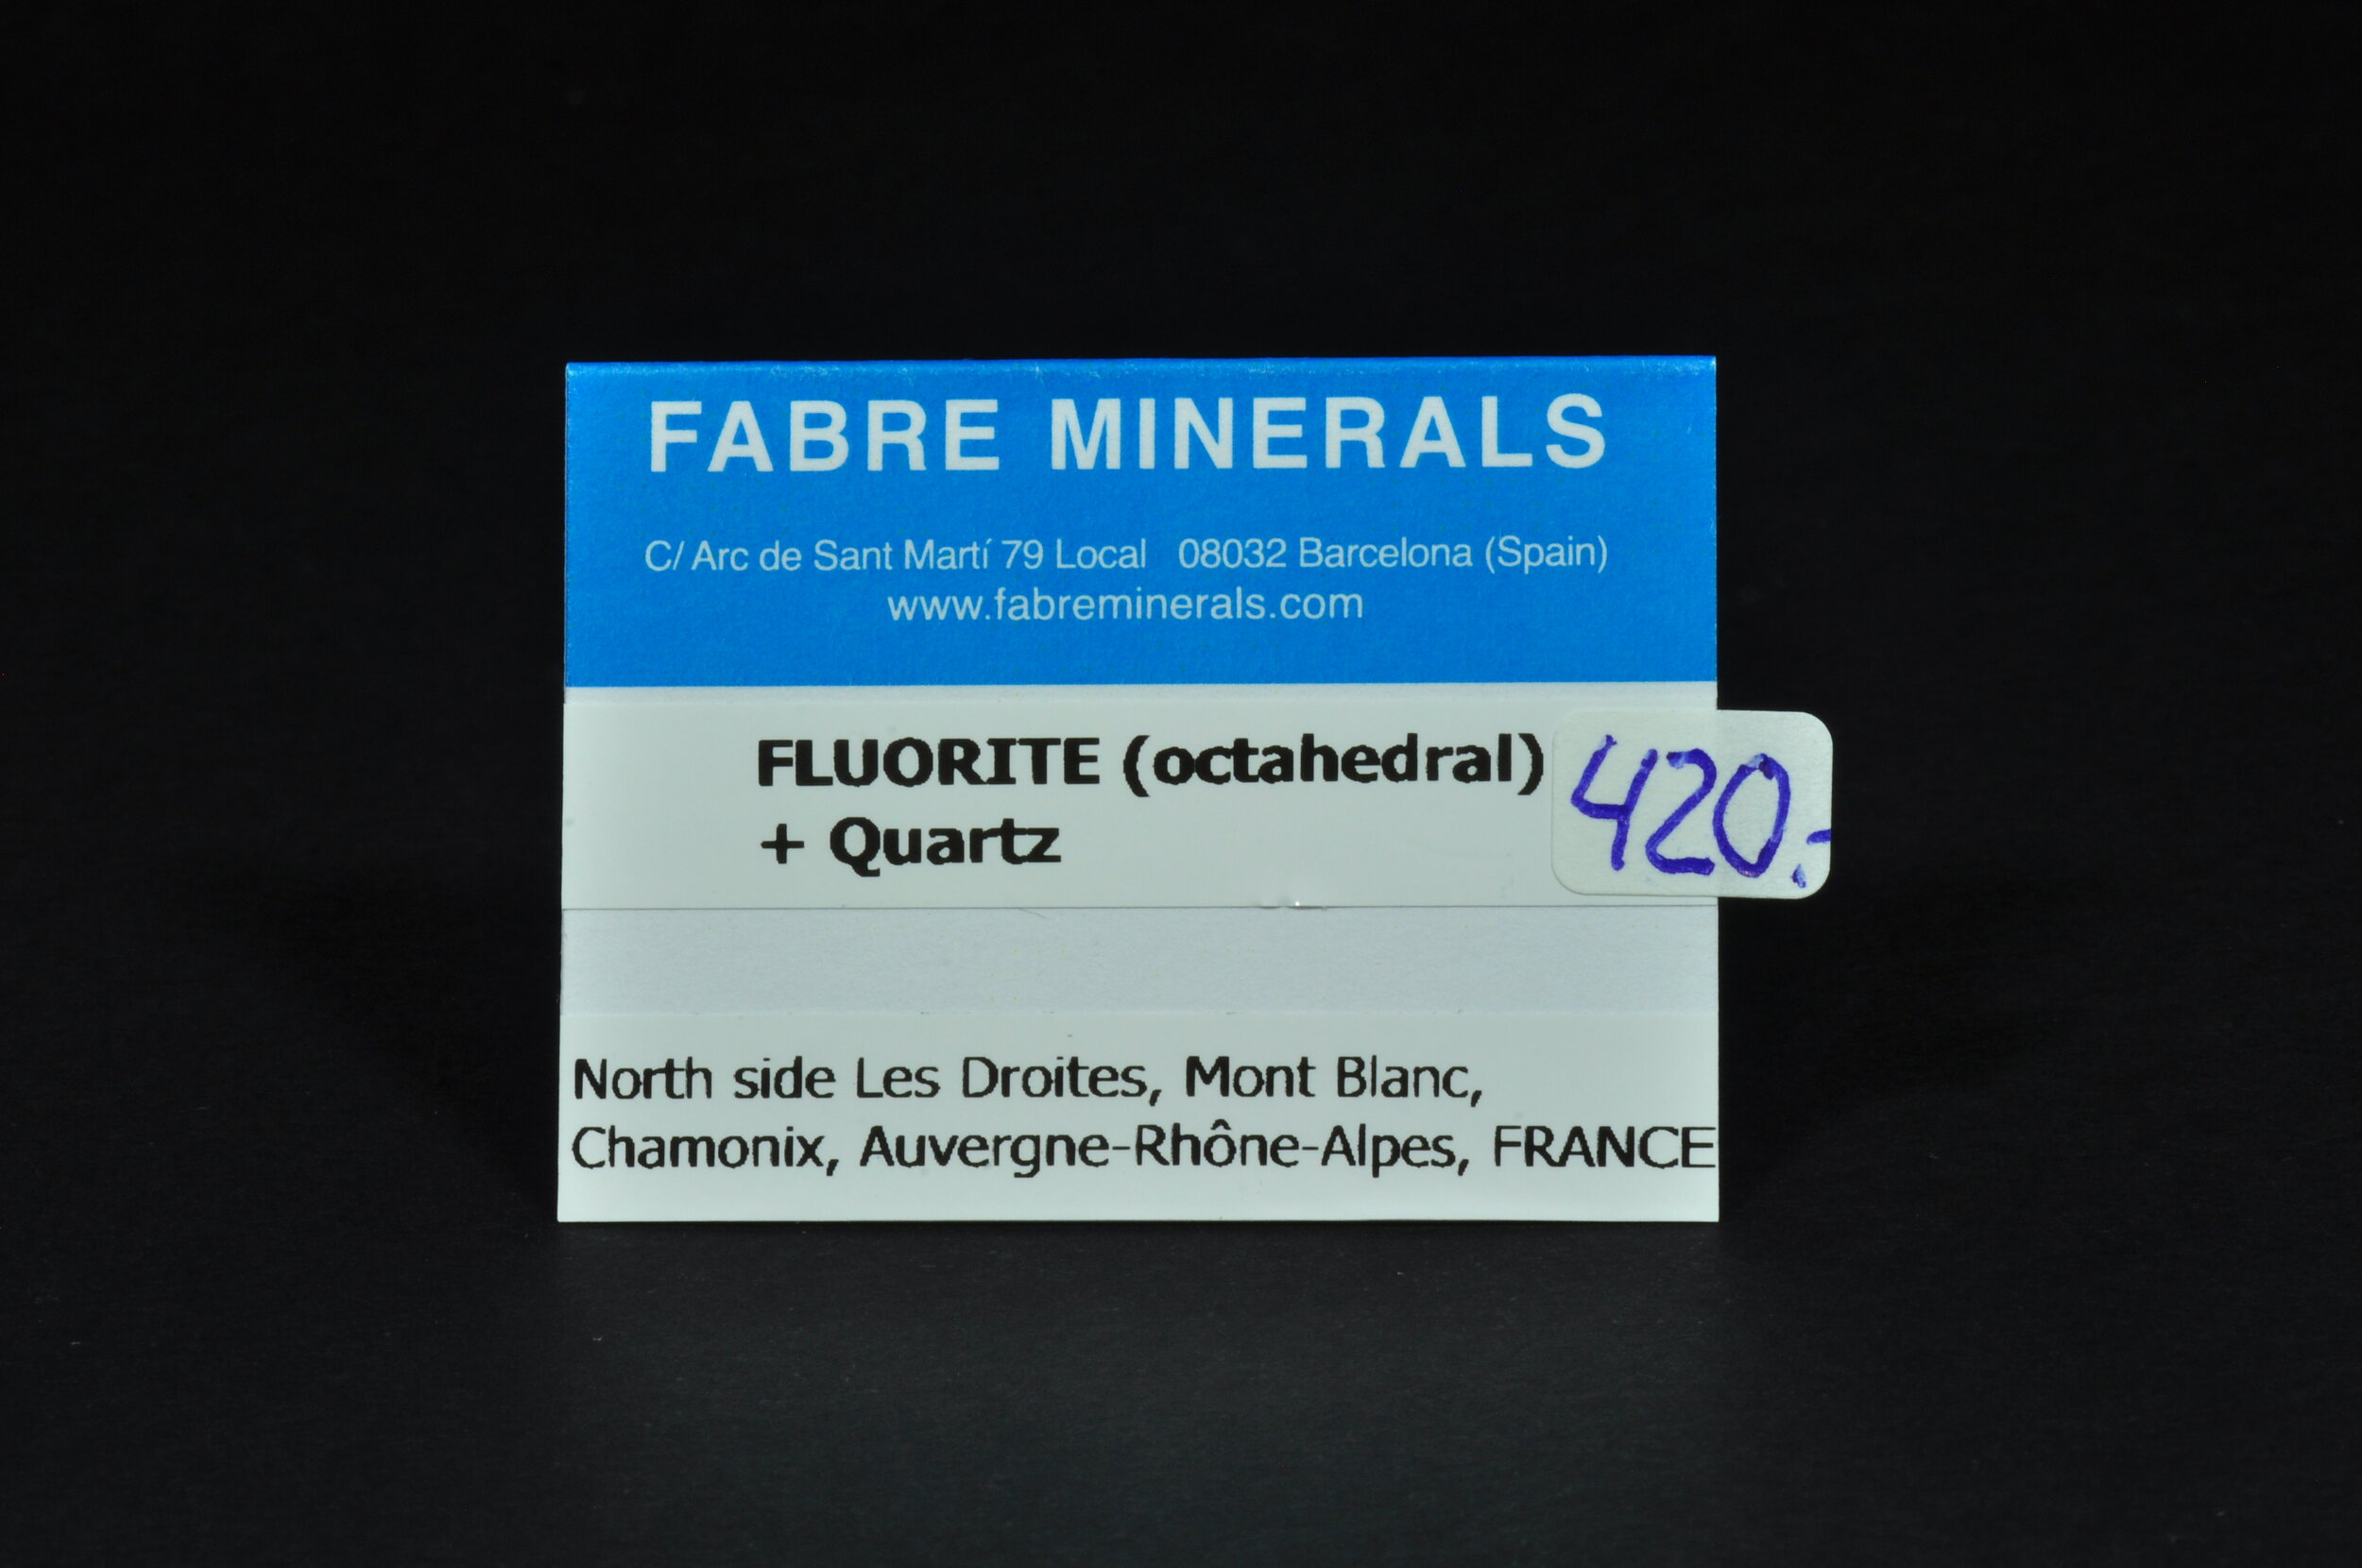 FABRE MINERALS
C/ Arc de Sant Martí 79 Local   08032 Barcelona (Spain)
www.fabreminerals.com
FLUORITE (octahedral)
+ Quartz
420.-
North side Les Droites, Mont Blanc,
Chamonix, Auvergne-Rhône-Alpes, FRANCE